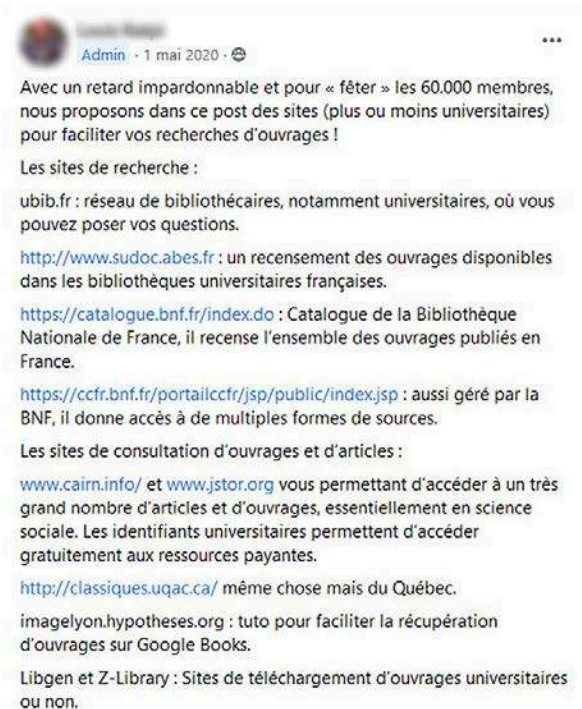 Admin · 1 mai 2020 ·
Avec un retard impardonnable et pour « fêter » les 60.000 membres,
nous proposons dans ce post des sites (plus ou moins universitaires)
pour faciliter vos recherches d'ouvrages !
Les sites de recherche :
ubib.fr : réseau de bibliothécaires, notamment universitaires, où vous
pouvez poser vos questions.
http://www.sudoc.abes.fr : un recensement des ouvrages disponibles
dans les bibliothèques universitaires françaises.
https://catalogue.bnf.fr/index.do : Catalogue de la Bibliothèque
Nationale de France, il recense l'ensemble des ouvrages publiés en
France.
https://ccfr.bnf.fr/portailccfr/jsp/public/index.jsp : aussi géré par la
BNF, il donne accès à de multiples formes de sources.
Les sites de consultation d'ouvrages et d'articles :
www.cairn.info/ et www.jstor.org vous permettant d'accéder à un très
grand nombre d'articles et d'ouvrages, essentiellement en science
sociale. Les identifiants universitaires permettent d'accéder
gratuitement aux ressources payantes.
http://classiques.uqac.ca/ même chose mais du Québec.
imagelyon.hypotheses.org : tuto pour faciliter la récupération
d'ouvrages sur Google Books.
Libgen et Z-Library : Sites de téléchargement d'ouvrages universitaires
ou non.